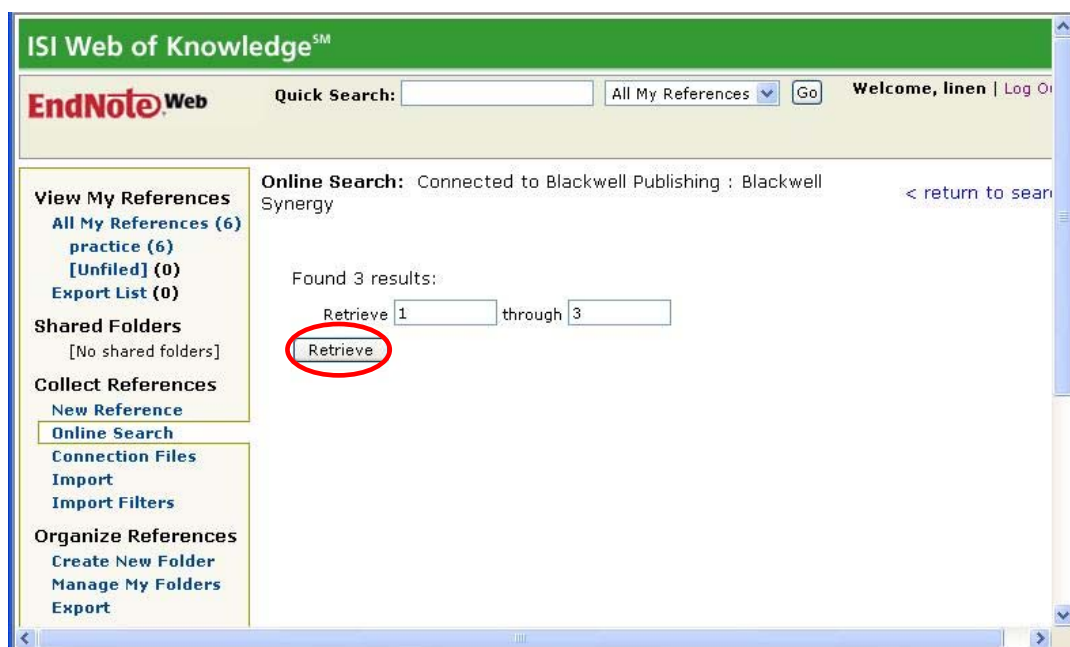 ISI Web of Knowledge℠
EndNote Web
Quick Search: All My References Go
Welcome, linen | Log
View My References
All My References (6)
practice (6)
[Unfiled] (0)
Export List (0)
Shared Folders
[No shared folders]
Collect References
New Reference
Online Search
Connection Files
Import
Import Filters
Organize References
Create New Folder
Manage My Folders
Export
Online Search: Connected to Blackwell Publishing : Blackwell
Synergy
< return to
Found 3 results:
Retrieve 1 through 3
Retrieve